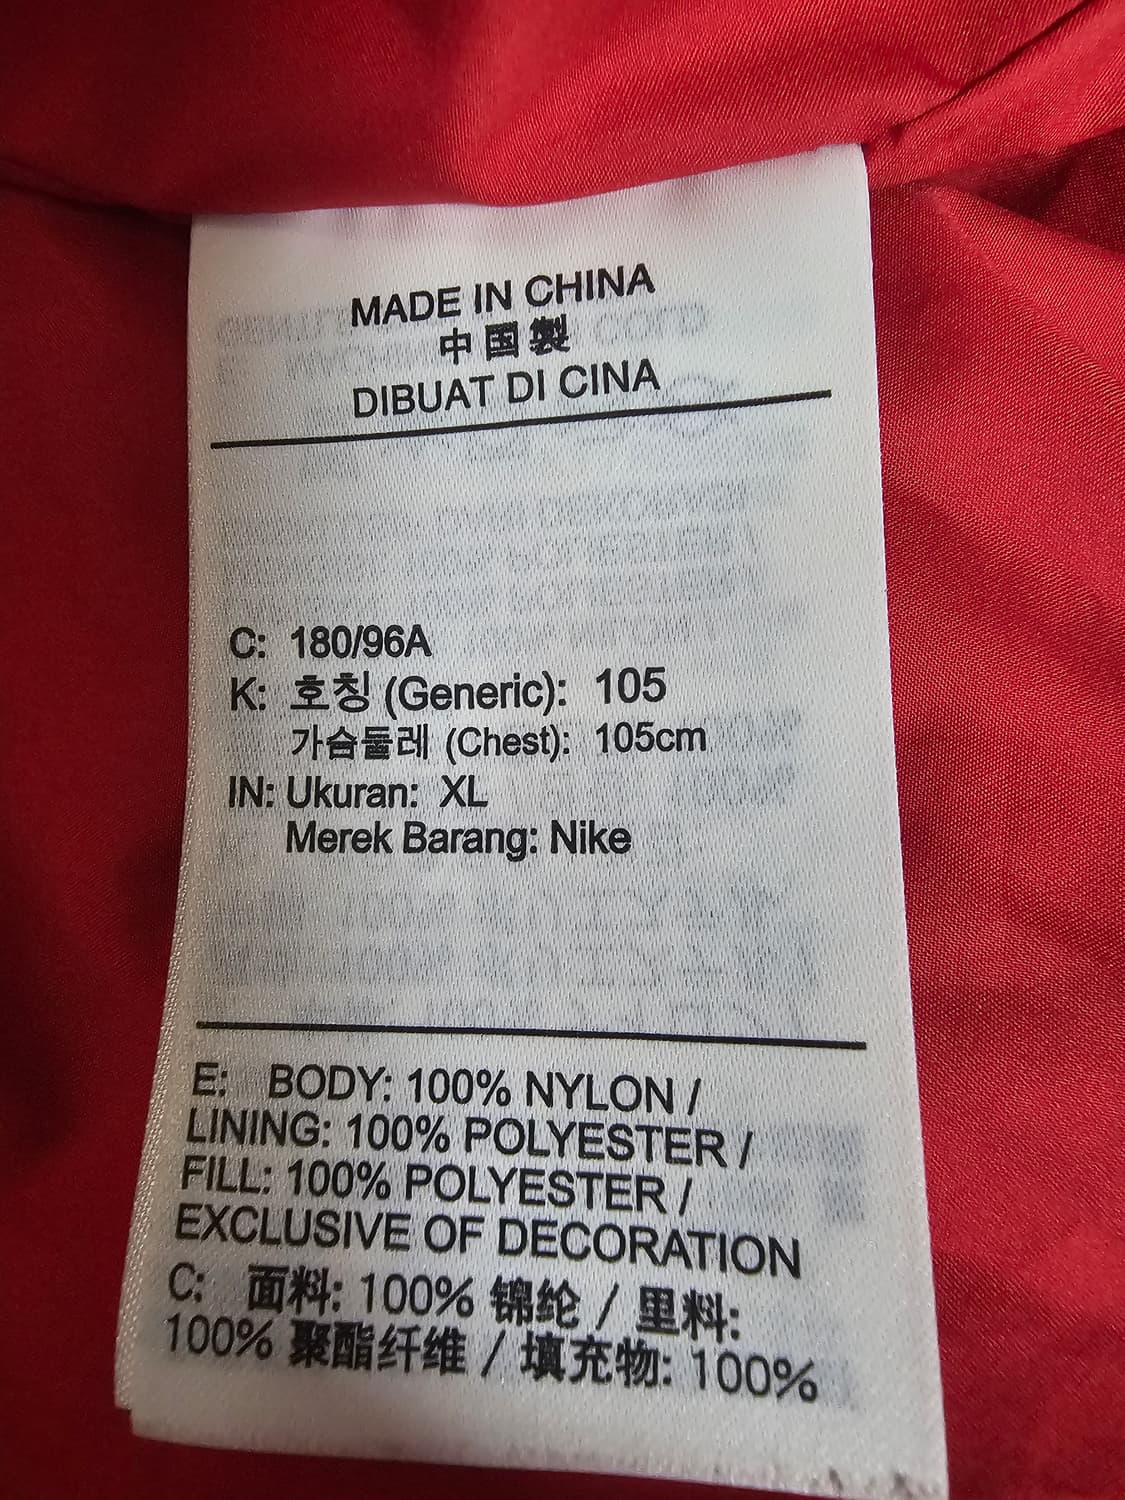 MADE IN CHINA
中国製
DIBUAT DI CINA
C: 180/96A
K: 호칭 (Generic): 105
가슴둘레 (Chest): 105cm
IN: Ukuran: XL
Merek Barang: Nike
E: BODY: 100% NYLON /
LINING: 100% POLYESTER /
FILL: 100% POLYESTER /
EXCLUSIVE OF DECORATION
C: 面料: 100% 锦纶 / 里料:
100% 聚酯纤维 / 填充物: 100%